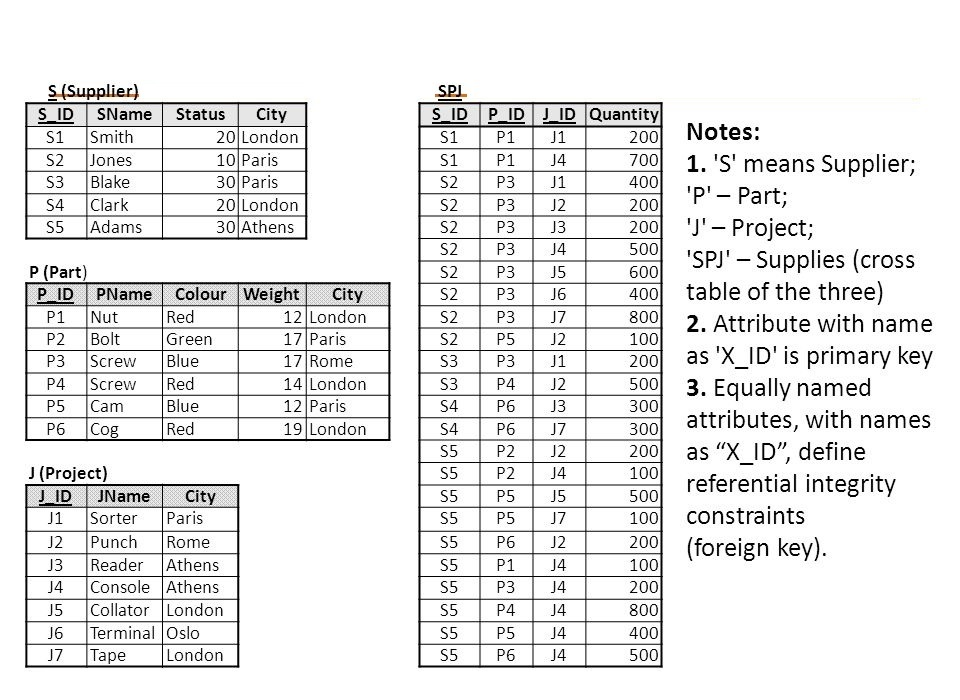 S (Supplier)
S_ID SName Status City
S1 Smith 20 London
S2 Jones 10 Paris
S3 Blake 30 Paris
S4 Clark 20 London
S5 Adams 30 Athens
P (Part)
P_ID PName Colour Weight City
P1 Nut Red 12 London
P2 Bolt Green 17 Paris
P3 Screw Blue 17 Rome
P4 Screw Red 14 London
P5 Cam Blue 12 Paris
P6 Cog Red 19 London
J (Project)
J_ID JName City
J1 Sorter Paris
J2 Punch Rome
J3 Reader Athens
J4 Console Athens
J5 Collator London
J6 Terminal Oslo
J7 Tape London
SPJ
S_ID P_ID J_ID Quantity
S1 P1 J1 200
S1 P1 J4 700
S2 P3 J1 400
S2 P3 J2 200
S2 P3 J3 200
S2 P3 J4 500
S2 P3 J5 600
S2 P3 J6 400
S2 P3 J7 800
S2 P5 J2 100
S3 P3 J1 200
S3 P4 J2 500
S4 P6 J3 300
S4 P6 J7 300
S5 P2 J2 200
S5 P2 J4 100
S5 P5 J5 500
S5 P5 J7 100
S5 P6 J2 200
S5 P1 J4 100
S5 P3 J4 200
S5 P4 J4 800
S5 P5 J4 400
S5 P6 J4 500
Notes:
1. 'S' means Supplier;
'P' – Part;
'J' – Project;
'SPJ' – Supplies (cross
table of the three)
2. Attribute with name
as 'X_ID' is primary key
3. Equally named
attributes, with names
as “X_ID”, define
referential integrity
constraints
(foreign key).